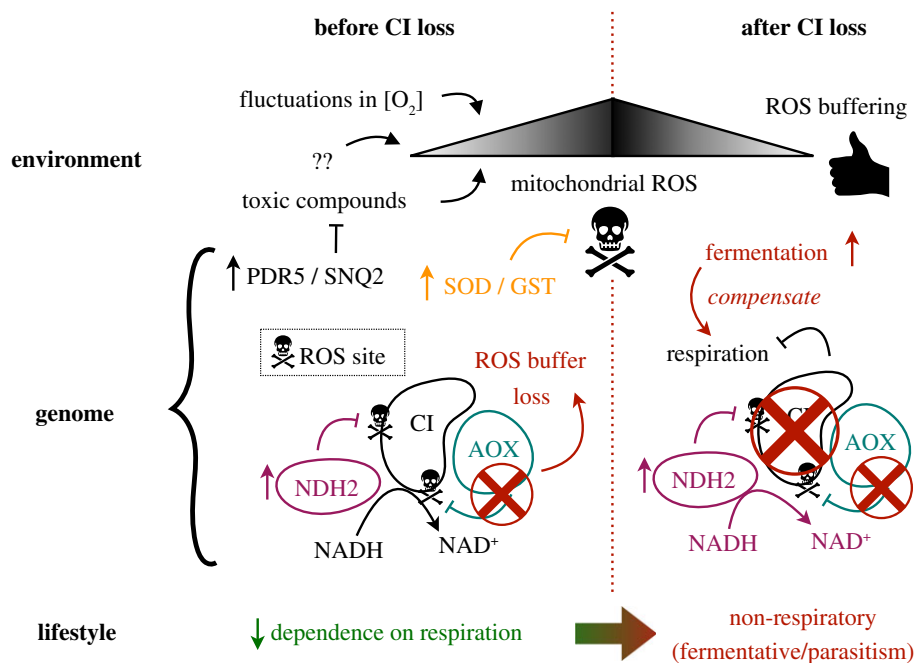 before CI loss
after CI loss
fluctuations in [O₂]
ROS buffering
environment
??
mitochondrial ROS
toxic compounds
fermentation
PDR5 / SNQ2
SOD / GST
compensate
ROS site
ROS buffer
loss
respiration
genome
CI
AOX
NDH2
NADH
NAD⁺
CI
AOX
NDH2
NADH
NAD⁺
lifestyle
dependence on respiration
non-respiratory
(fermentative/parasitism)